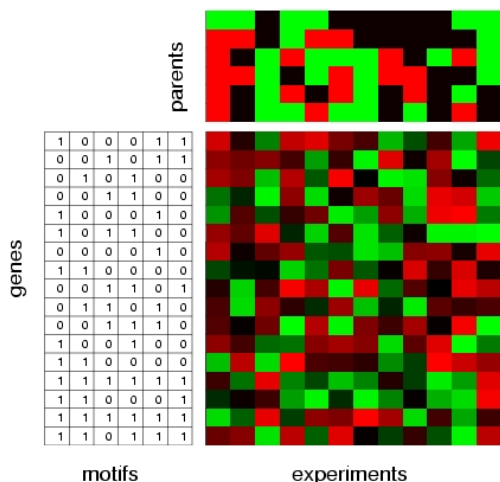 parents
genes
1 0 0 0 1 1
0 0 1 0 1 1
0 1 0 1 0 0
0 0 1 1 0 0
1 0 0 0 1 0
1 0 1 1 0 0
0 0 0 0 1 0
1 1 0 0 0 0
0 0 1 1 0 1
0 1 1 0 1 0
0 0 1 1 1 0
1 0 0 1 0 0
1 1 0 0 0 0
1 1 1 1 1 1
1 1 0 0 0 1
1 1 1 1 1 1
1 1 0 1 1 1
motifs experiments